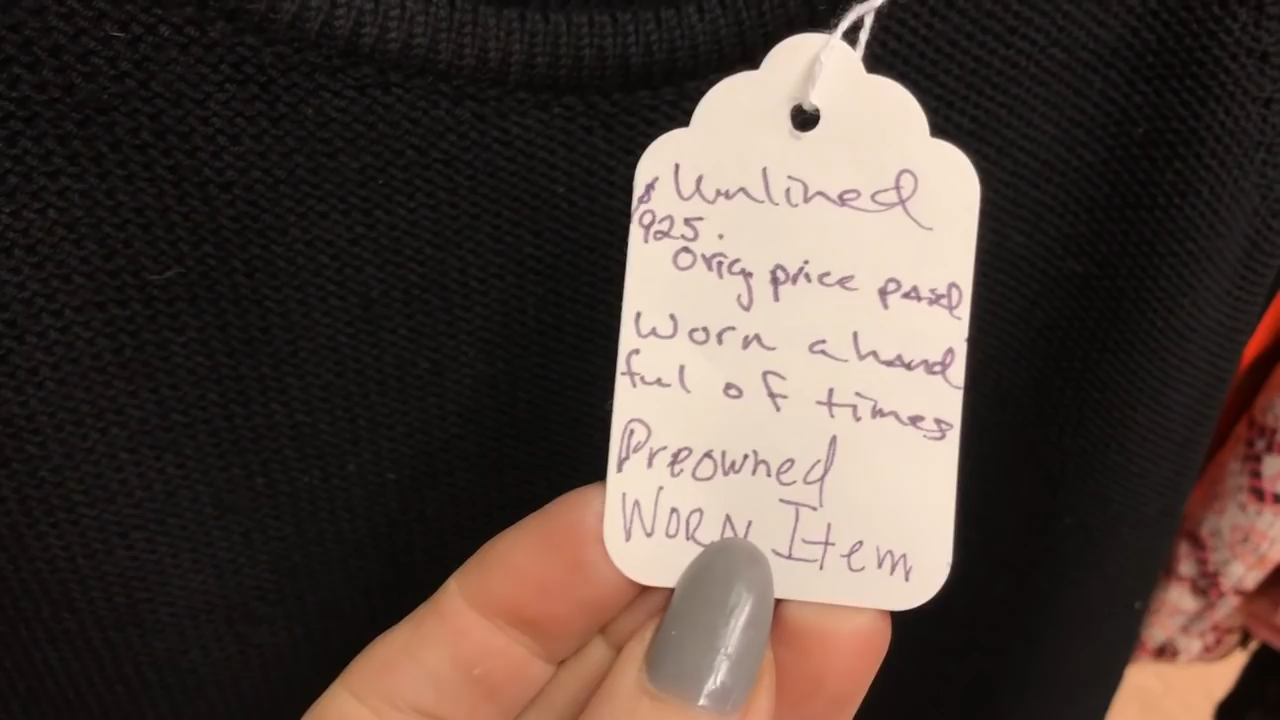 Unlined
$
925.
Orig price paid
Worn a hand
ful of times
Preowned
WORN Item